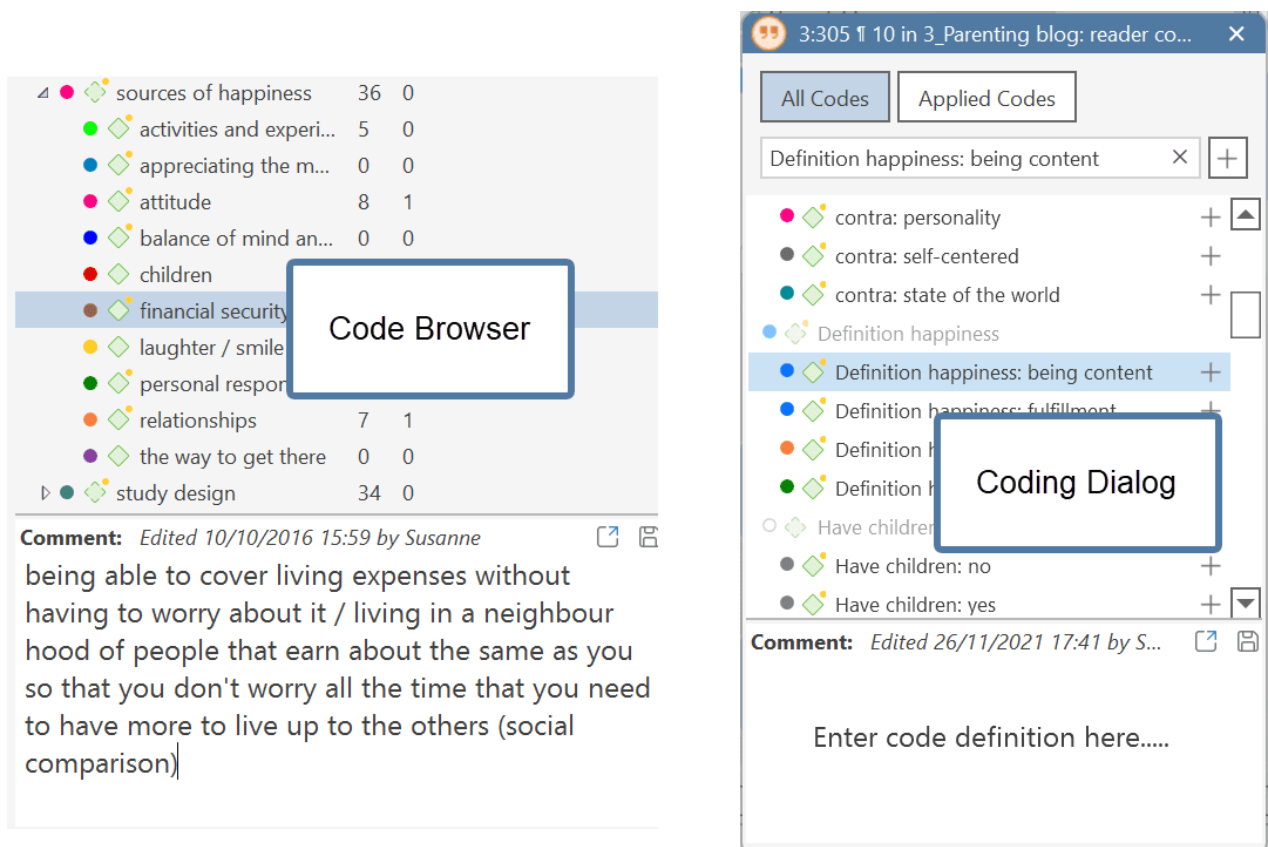 sources of happiness 36 0
activities and experi... 5 0
appreciating the m... 0 0
attitude 8 1
balance of mind an... 0 0
children
financial security
laughter / smile
personal respon
relationships 7 1
the way to get there 0 0
study design 34 0
Code Browser
Comment: Edited 10/10/2016 15:59 by Susanne
being able to cover living expenses without
having to worry about it / living in a neighbour
hood of people that earn about the same as you
so that you don't worry all the time that you need
to have more to live up to the others (social
comparison)
3:305 ¶ 10 in 3_Parenting blog: reader co...
All Codes Applied Codes
Definition happiness: being content
contra: personality
contra: self-centered
contra: state of the world
Definition happiness
Definition happiness: being content
Definition happiness: fulfillment
Definition h
Definition h
Have children
Have children: no
Have children: yes
Coding Dialog
Comment: Edited 26/11/2021 17:41 by S...
Enter code definition here.....